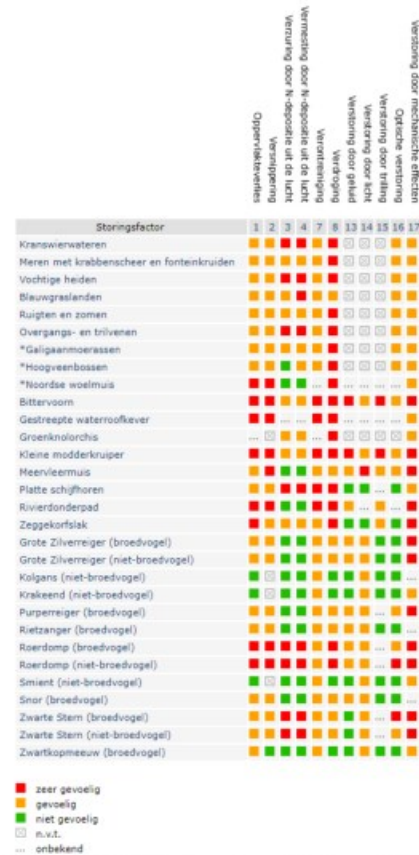 Oppervlakteverlies
Versnippering
Verzuring door N-depositie uit de lucht
Vermesting door N-depositie uit de lucht
Verontreiniging
Verdroging
Verstoring door geluid
Verstoring door licht
Verstoring door trilling
Optische verstoring
Verstoring door mechanische effecten
Storingsfactor 1 2 3 4 7 8 13 14 15 16 17
Kranswierwateren
Meren met krabbenscheer en fonteinkruiden
Vochtige heiden
Blauwgraslanden
Ruigten en zomen
Overgangs- en trilvenen
*Galigaanmoerassen
*Hoogveenbossen
*Noordse woelmuis ... ... ... ... ...
Bittervoorn
Gestreepte waterroofkever ... ... ... ... ... ...
Groenknolorchis ... ...
Kleine modderkruiper
Meervleermuis
Platte schijfhoren ...
Rivierdonderpad ... ...
Zeggekorfslak
Grote Zilverreiger (broedvogel)
Grote Zilverreiger (niet-broedvogel)
Kolgans (niet-broedvogel) ...
Krakeend (niet-broedvogel)
Purperreiger (broedvogel) ...
Rietzanger (broedvogel) ...
Roerdomp (broedvogel) ...
Roerdomp (niet-broedvogel) ...
Smient (niet-broedvogel)
Snor (broedvogel) ...
Zwarte Stern (broedvogel) ...
Zwarte Stern (niet-broedvogel) ...
Zwartkopmeeuw (broedvogel)
zeer gevoelig
gevoelig
niet gevoelig
n.v.t.
... onbekend